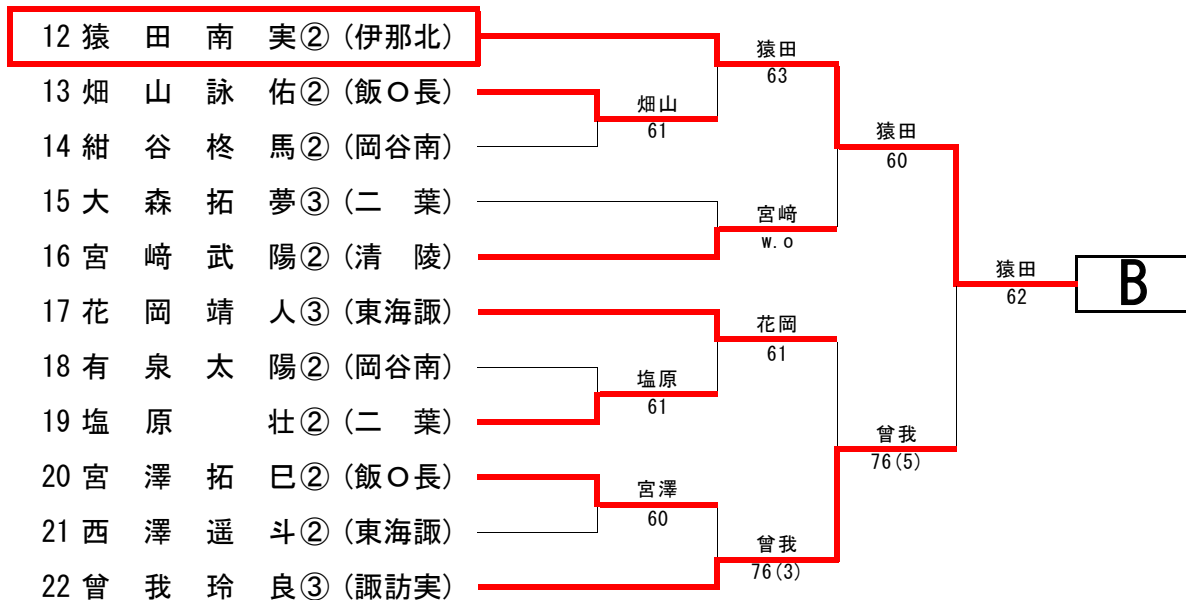 12 猿 田 南 実② (伊那北)
13 畑 山 詠 佑② (飯O長)
14 紺 谷 柊 馬② (岡谷南)
15 大 森 拓 夢③ (二 葉)
16 宮 﨑 武 陽② (清 陵)
17 花 岡 靖 人③ (東海諏)
18 有 泉 太 陽② (岡谷南)
19 塩 原 壮② (二 葉)
20 宮 澤 拓 巳② (飯O長)
21 西 澤 遥 斗② (東海諏)
22 曾 我 玲 良③ (諏訪実)
畑山
61
塩原
61
宮澤
60
猿田
63
宮﨑
w.o
花岡
61
曾我
76(3)
猿田
60
曾我
76(5)
猿田
62
B